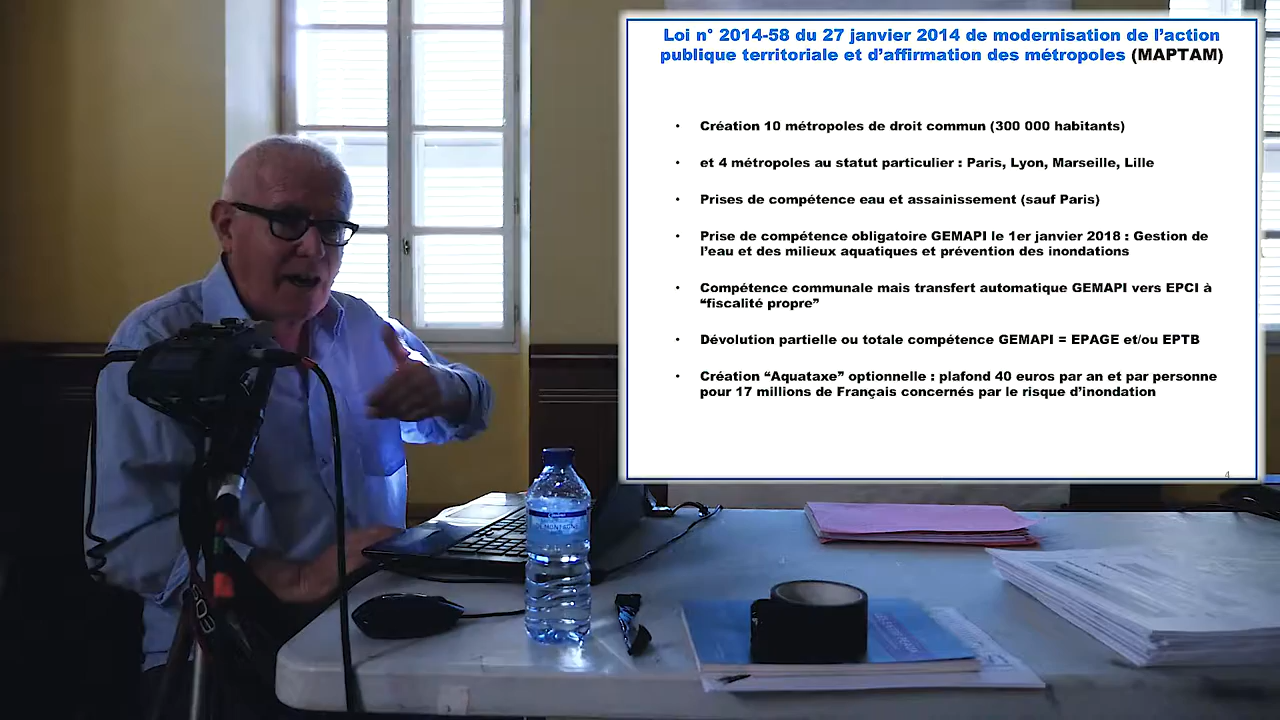 Loi n° 2014-58 du 27 janvier 2014 de modernisation de l'action
publique territoriale et d'affirmation des métropoles (MAPTAM)
• Création 10 métropoles de droit commun (300 000 habitants)
• et 4 métropoles au statut particulier : Paris, Lyon, Marseille, Lille
• Prises de compétence eau et assainissement (sauf Paris)
• Prise de compétence obligatoire GEMAPI le 1er janvier 2018 : Gestion de
l'eau et des milieux aquatiques et prévention des inondations
• Compétence communale mais transfert automatique GEMAPI vers EPCI à
“fiscalité propre”
• Dévolution partielle ou totale compétence GEMAPI = EPAGE et/ou EPTB
• Création “Aquataxe” optionnelle : plafond 40 euros par an et par personne
pour 17 millions de Français concernés par le risque d'inondation
4